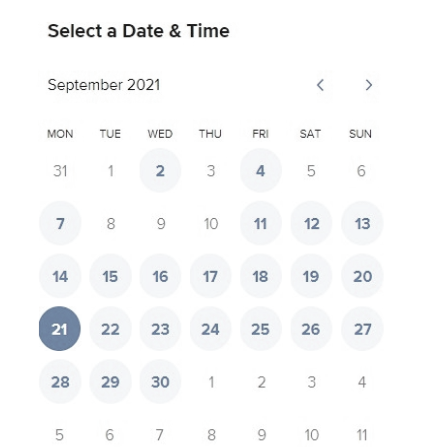 Select a Date & Time
September 2021
MON TUE WED THU FRI SAT SUN
31 1 2 3 4 5 6
7 8 9 10 11 12 13
14 15 16 17 18 19 20
21 22 23 24 25 26 27
28 29 30 1 2 3 4
5 6 7 8 9 10 11